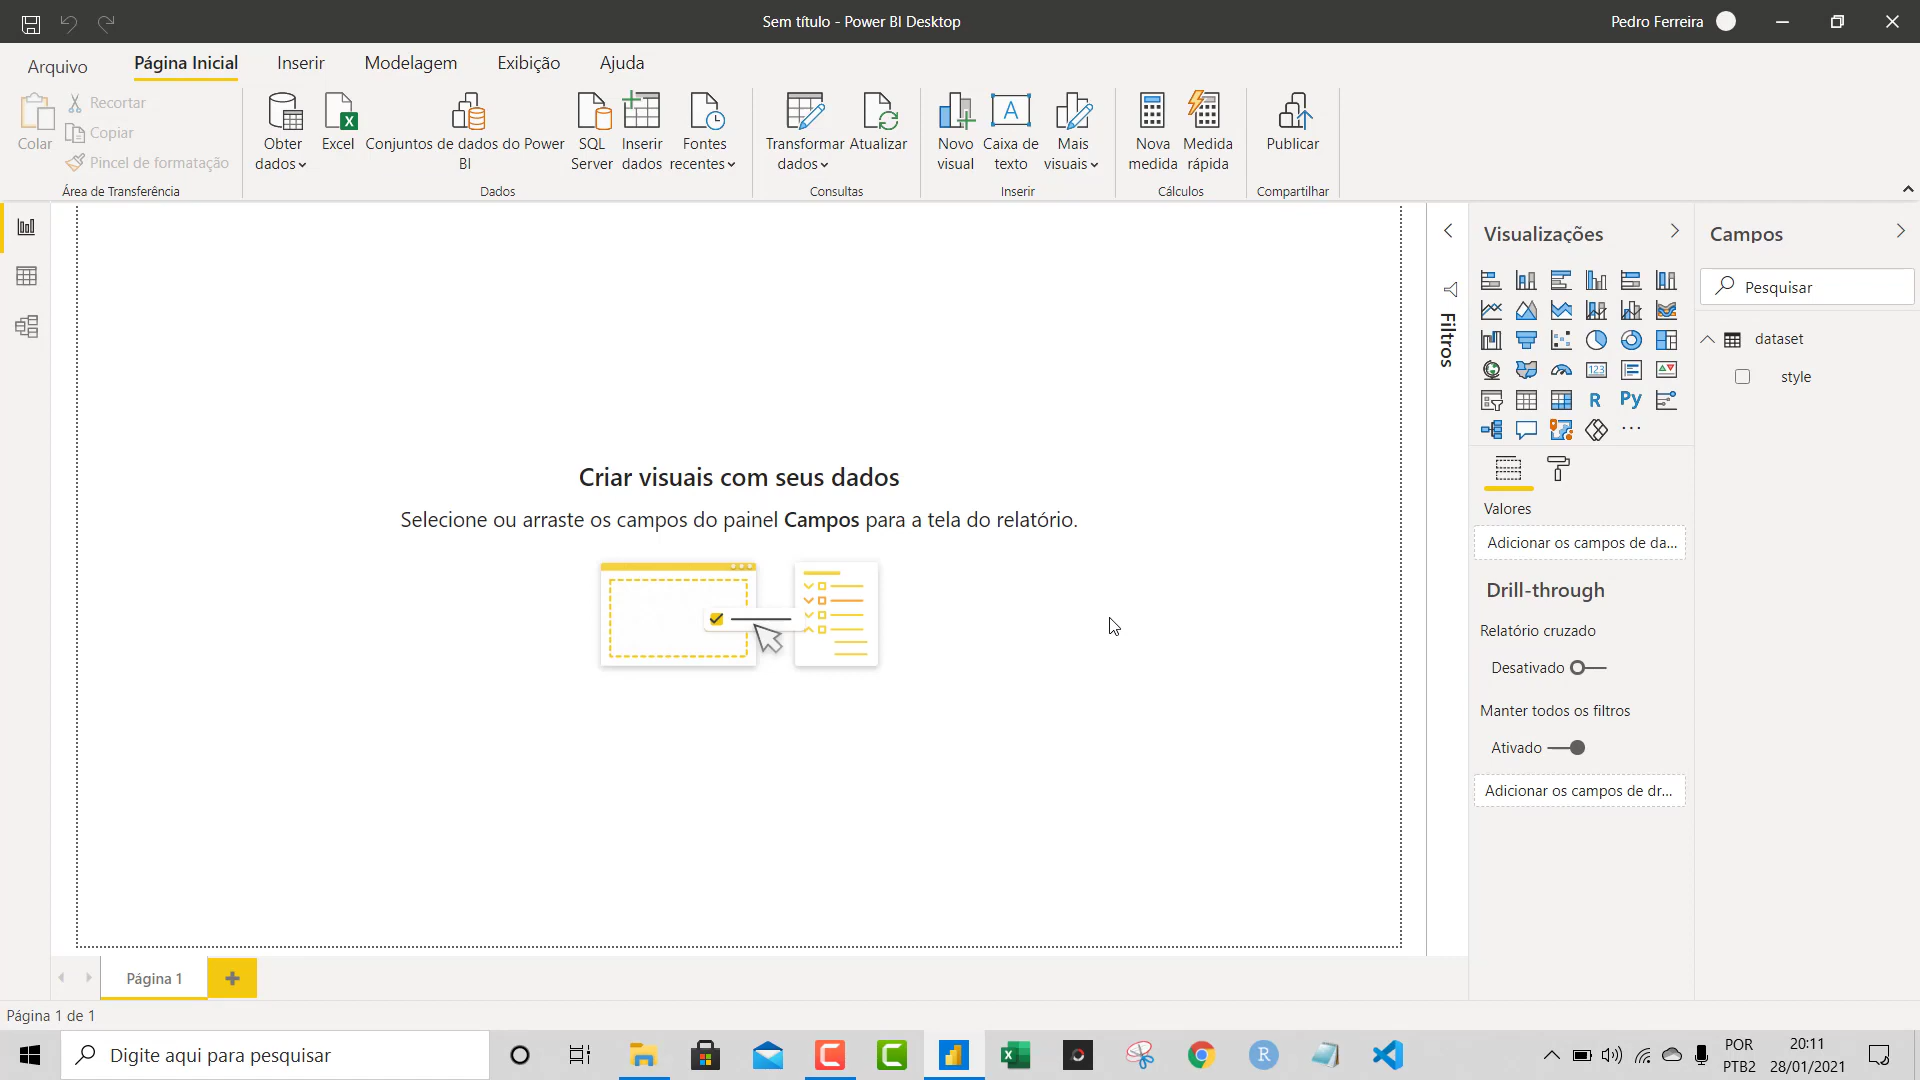 Sem título - Power BI Desktop
Pedro Ferreira
Arquivo
Página Inicial
Inserir
Modelagem
Exibição
Ajuda
Colar
Recortar
Copiar
Pincel de formatação
Área de Transferência
Obter
dados
Excel
Conjuntos de dados do Power
BI
SQL
Server
Inserir
dados
Fontes
recentes
Dados
Transformar
dados
Atualizar
Consultas
Novo
visual
Caixa de
texto
Mais
visuais
Inserir
Nova
medida
Medida
rápida
Cálculos
Publicar
Compartilhar
Criar visuais com seus dados
Selecione ou arraste os campos do painel Campos para a tela do relatório.
Filtros
Visualizações
123
R
Py
Valores
Adicionar os campos de da...
Drill-through
Relatório cruzado
Desativado
Manter todos os filtros
Ativado
Adicionar os campos de dr...
Campos
Pesquisar
dataset
style
Página 1
Página 1 de 1
Digite aqui para pesquisar
POR
PTB2
20:11
28/01/2021